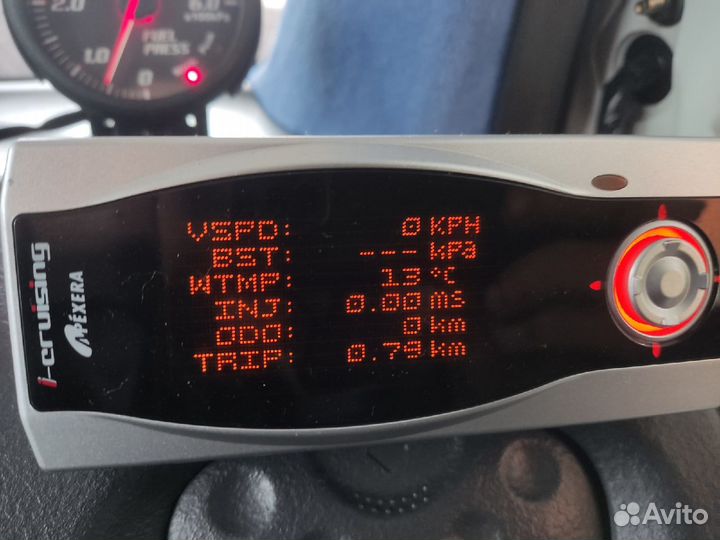 2.0
6.0
x100kPa
FUEL
PRESS
1.0
0
VSPD: 0 KPH
BST: --- kPa
WTMP: 13 °C
INJ: 0.00 ms
ODO: 0 km
TRIP: 0.79 km
i-cruising
APEXERA
Avito